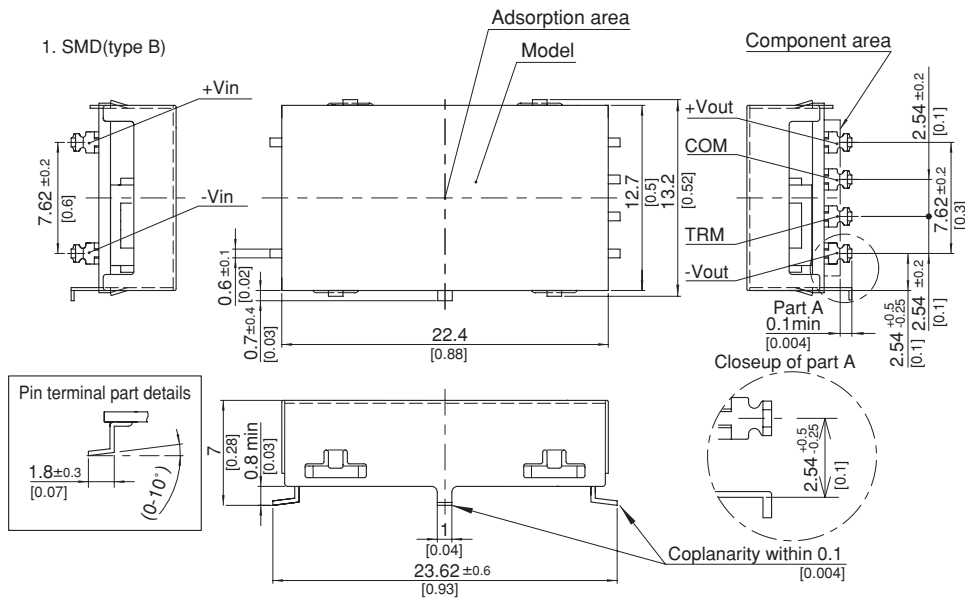 1. SMD(type B)
Adsorption area
Model
Component area
+Vin
-Vin
7.62 ±0.2
[0.6]
+Vout
COM
TRM
-Vout
2.54 ±0.2
[0.1]
7.62 ±0.2
[0.3]
2.54 ±0.2
[0.1]
2.54 +0.5 -0.25
[0.1]
12.7
[0.5]
13.2
[0.52]
0.6 ±0.1
[0.02]
0.7±0.4
[0.03]
22.4
[0.88]
Part A
0.1min
[0.004]
Closeup of part A
2.54 +0.5 -0.25
[0.1]
Pin terminal part details
1.8±0.3
[0.07]
(0-10°)
7
[0.28]
0.8 min
[0.03]
1
[0.04]
23.62 ±0.6
[0.93]
Coplanarity within 0.1
[0.004]